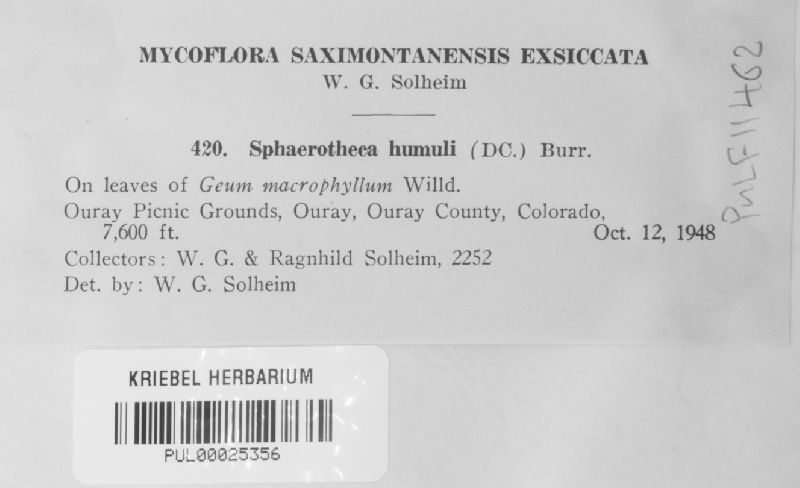 MYCOFLORA SAXIMONTANENSIS EXSICCATA
W. G. Solheim
420. Sphaerotheca humuli (DC.) Burr.
On leaves of Geum macrophyllum Willd.
Ouray Picnic Grounds, Ouray, Ouray County, Colorado,
7,600 ft. Oct. 12, 1948
Collectors: W. G. & Ragnhild Solheim, 2252
Det. by: W. G. Solheim
PULF11462
KRIEBEL HERBARIUM
PUL00025356